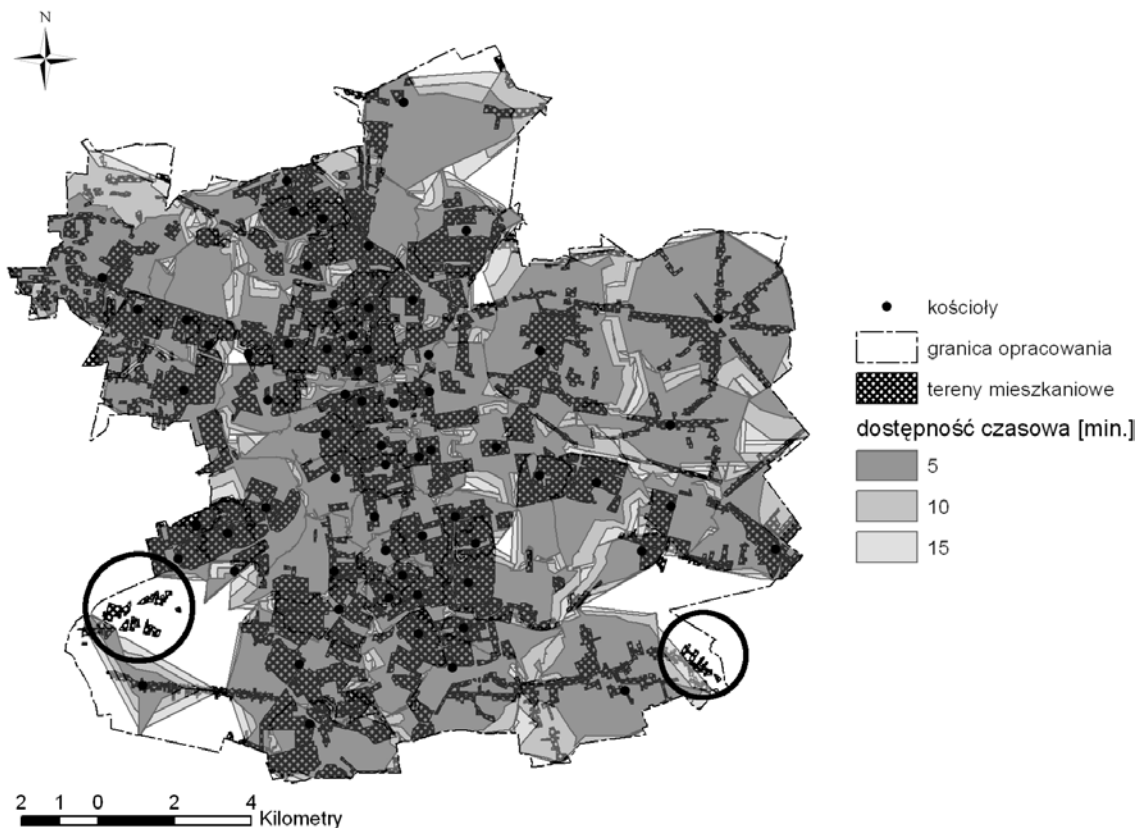 N
kościoły
granica opracowania
tereny mieszkaniowe
dostępność czasowa [min.]
5
10
15
2 1 0 2 4
Kilometry